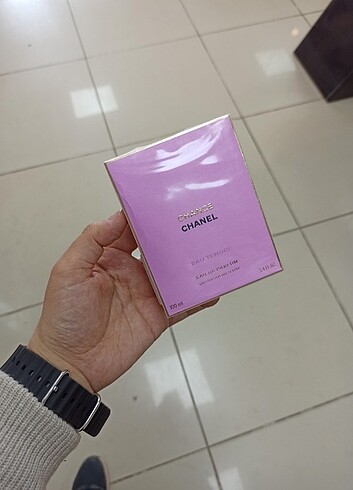 CHANCE
CHANEL
EAU TENDRE
EAU DE PARFUM
100 ml 3.4 fl. oz.